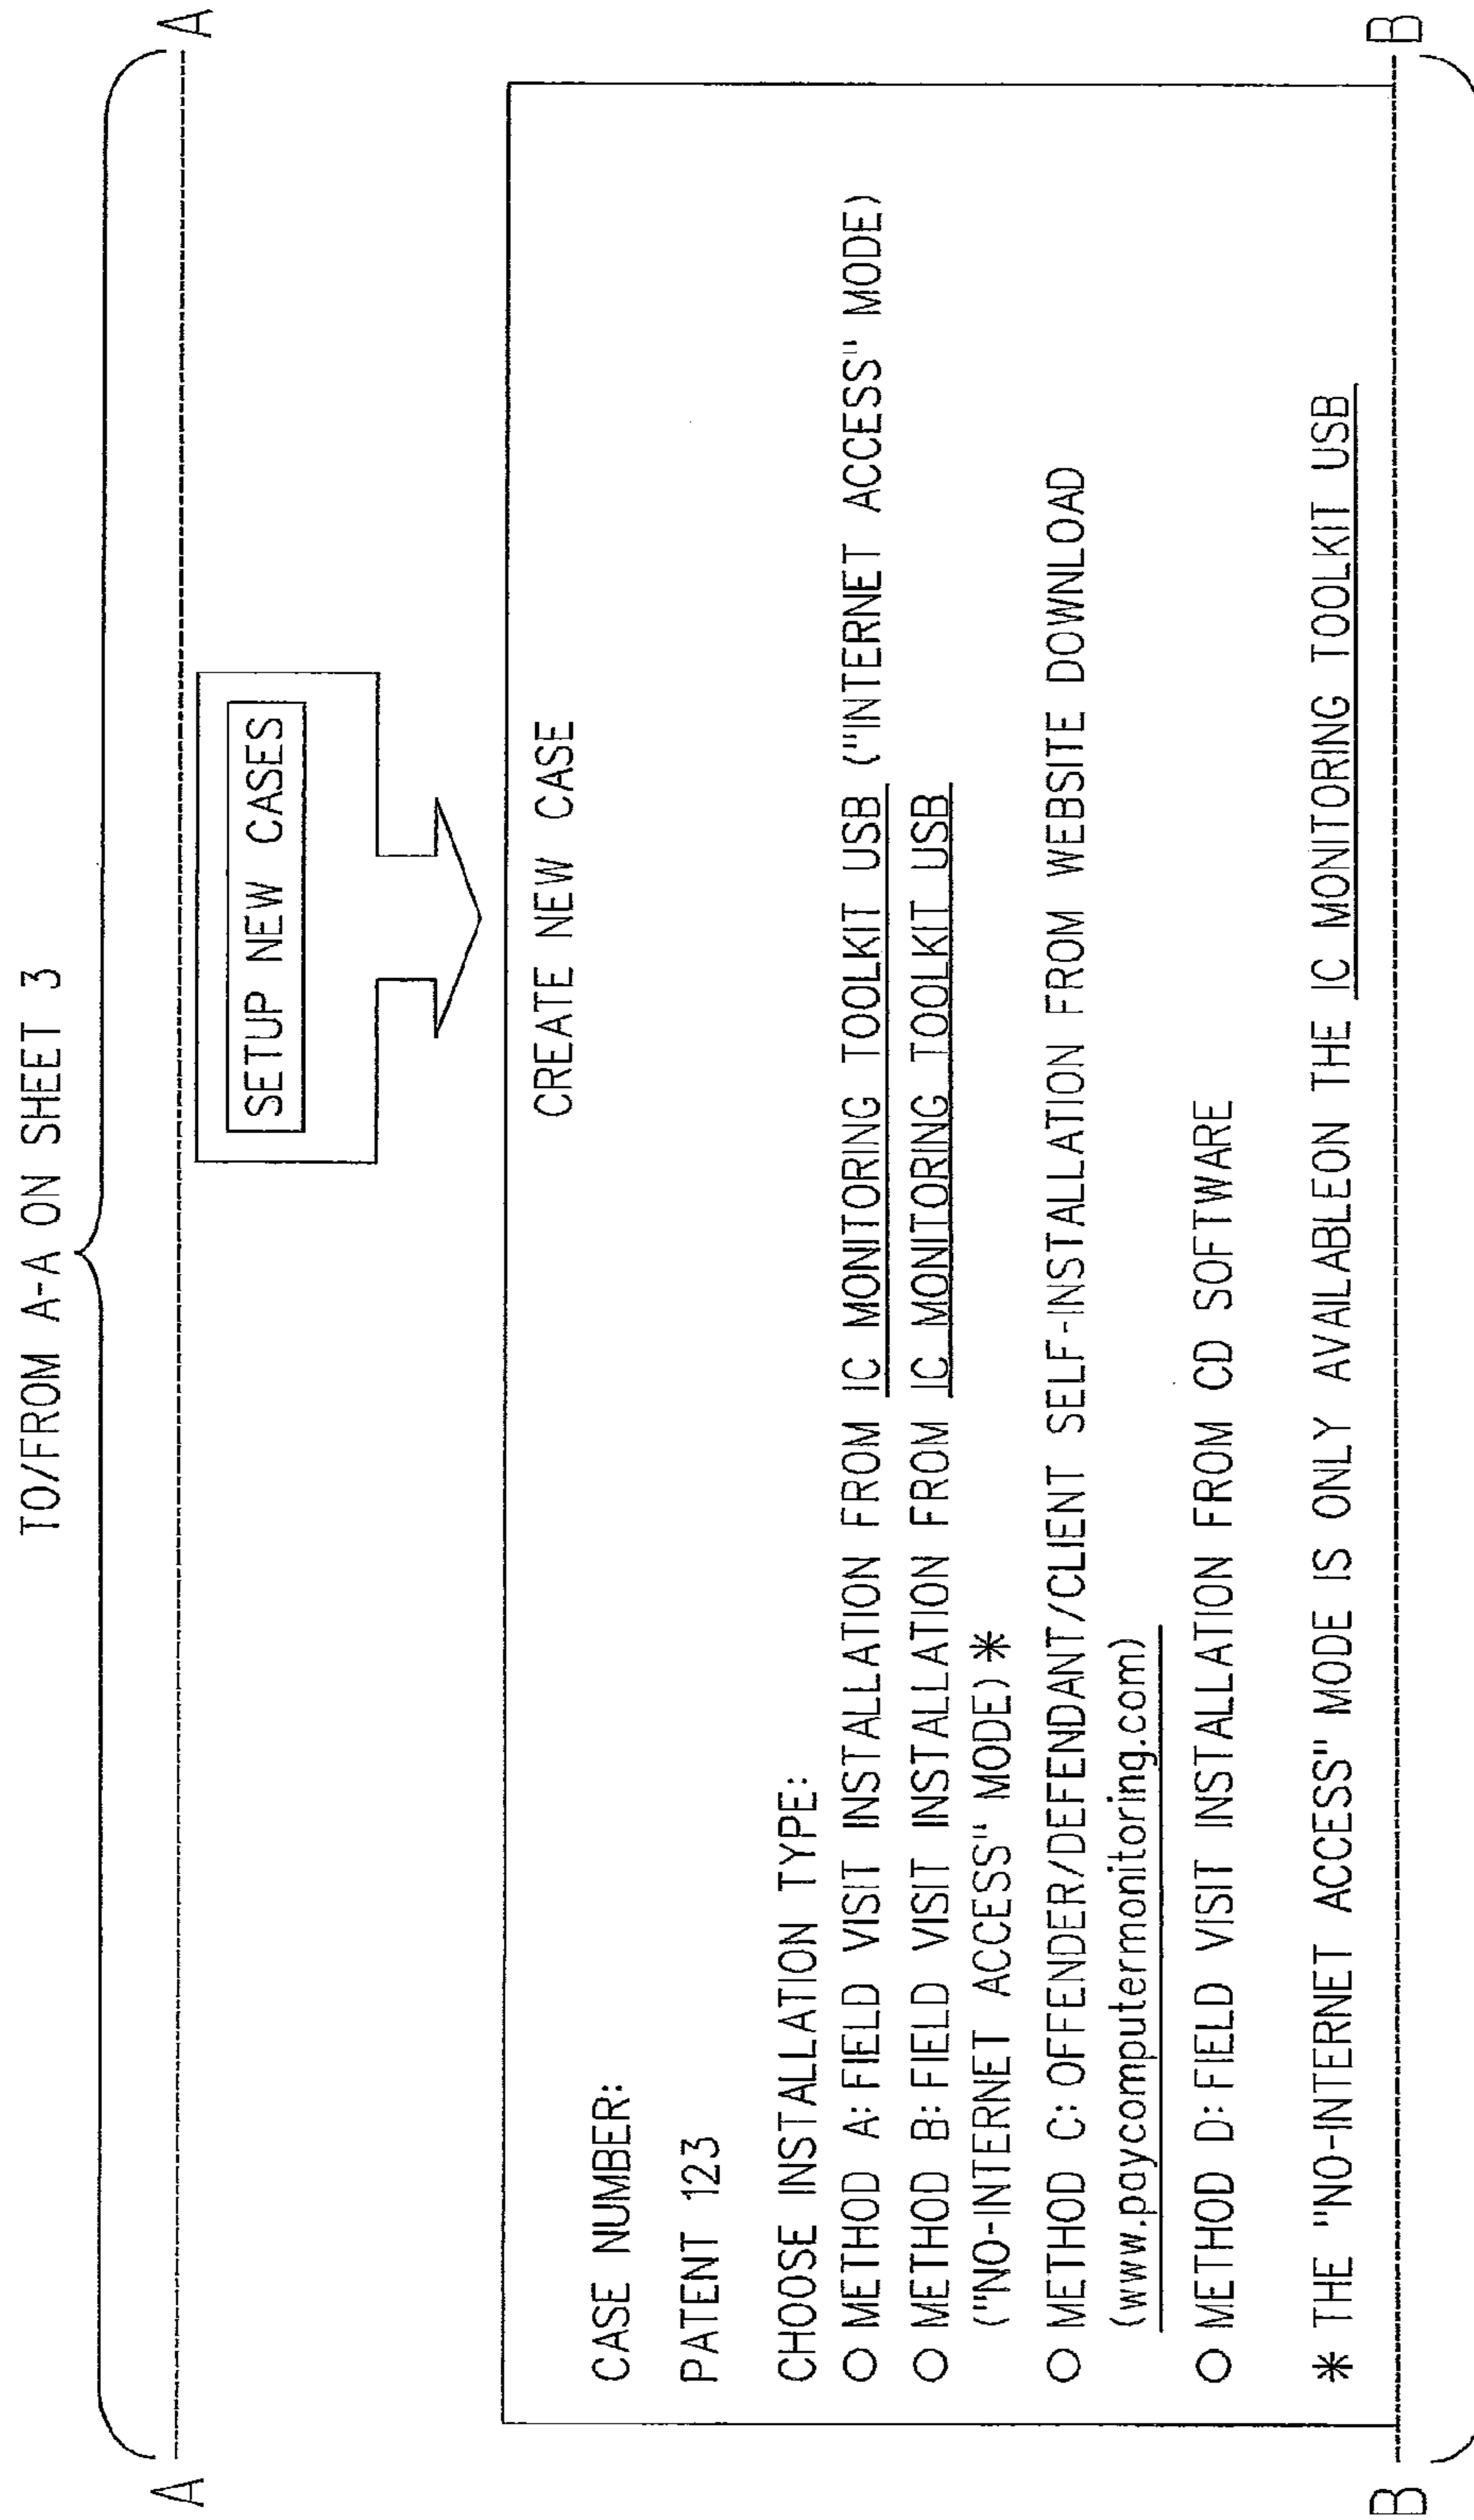 TO/FROM A-A ON SHEET 3
A A
SETUP NEW CASES
CREATE NEW CASE
CASE NUMBER:
PATENT 123
CHOOSE INSTALLATION TYPE:
METHOD A: FIELD VISIT INSTALLATION FROM IC MONITORING TOOLKIT USB ("INTERNET ACCESS" MODE)
METHOD B: FIELD VISIT INSTALLATION FROM IC MONITORING TOOLKIT USB
("NO-INTERNET ACCESS" MODE) *
METHOD C: OFFENDER/DEFENDANT/CLIENT SELF-INSTALLATION FROM WEBSITE DOWNLOAD
(www.paycomputermonitoring.com)
METHOD D: FIELD VISIT INSTALLATION FROM CD SOFTWARE
* THE "NO-INTERNET ACCESS" MODE IS ONLY AVAILABLEON THE IC MONITORING TOOLKIT USB
B B